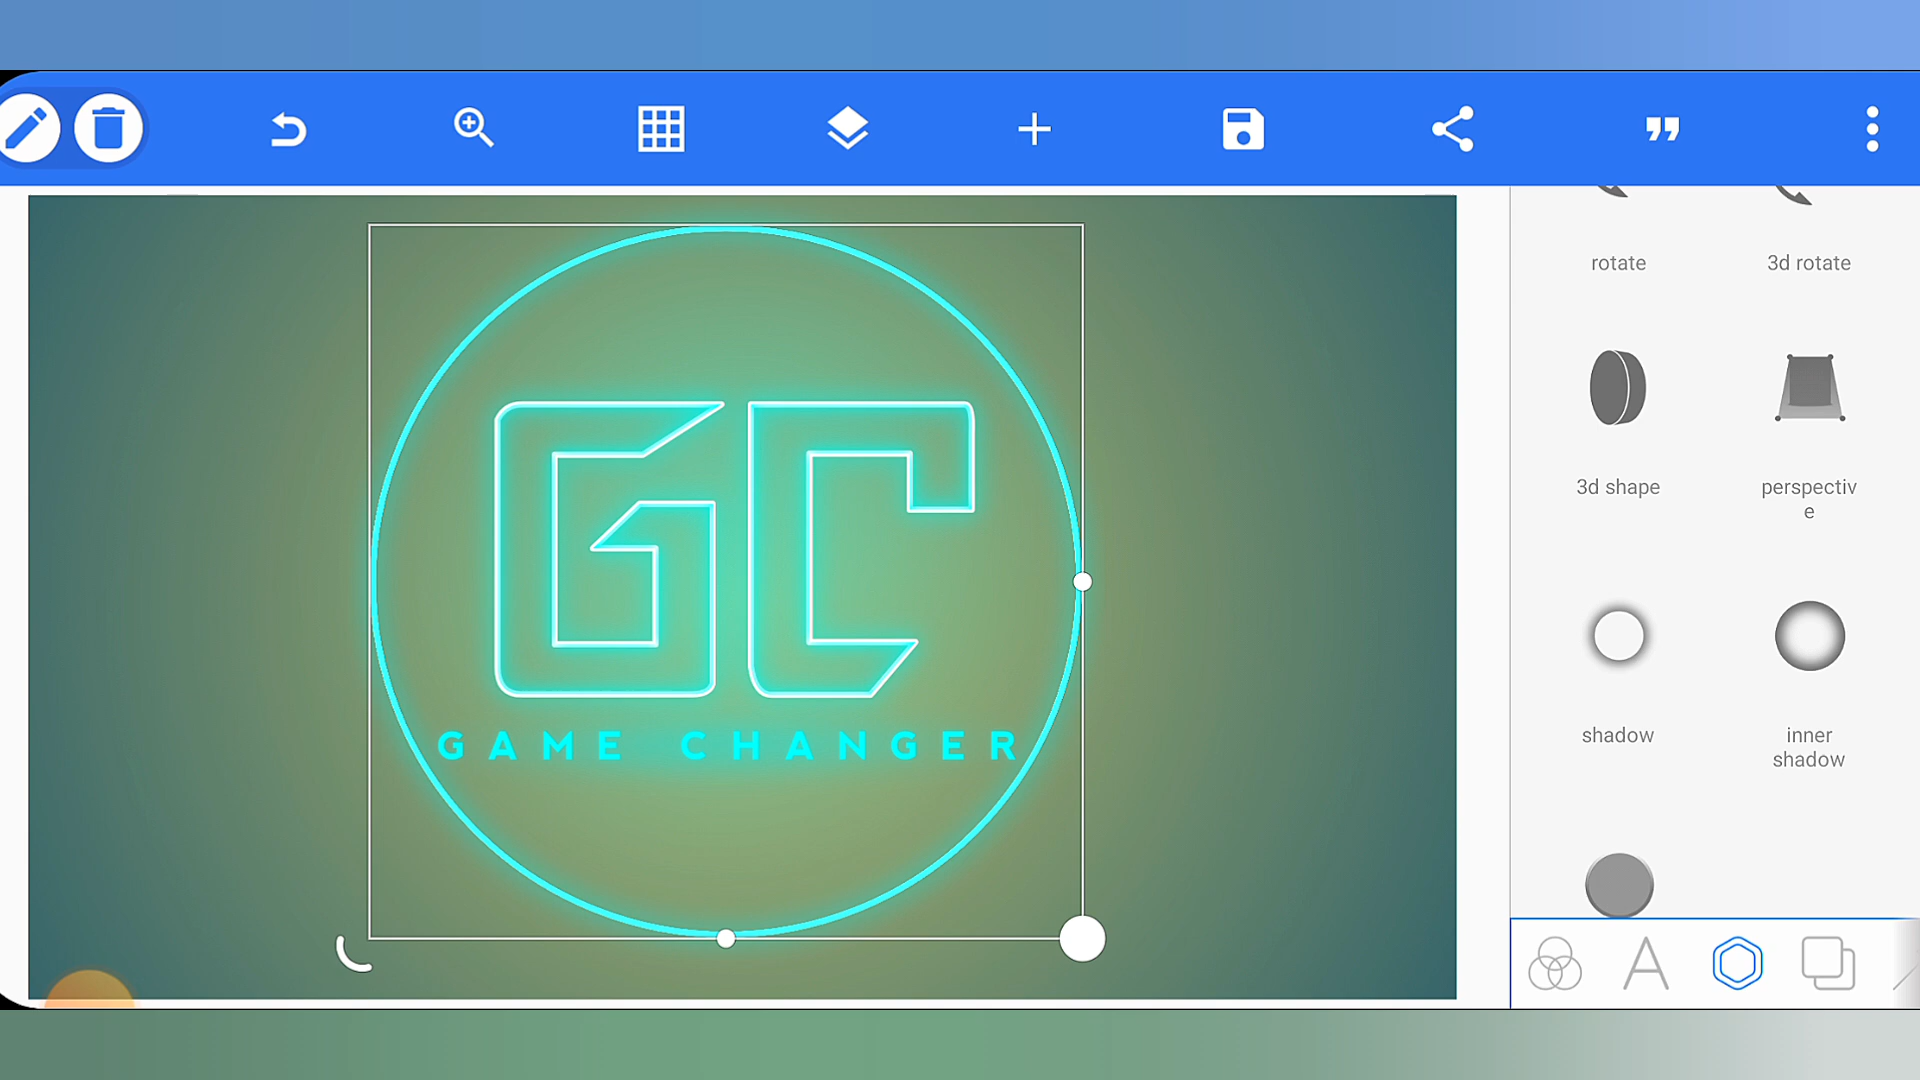 rotate
3d rotate
3d shape
perspectiv
e
GC
GAME CHANGER
shadow
inner
shadow